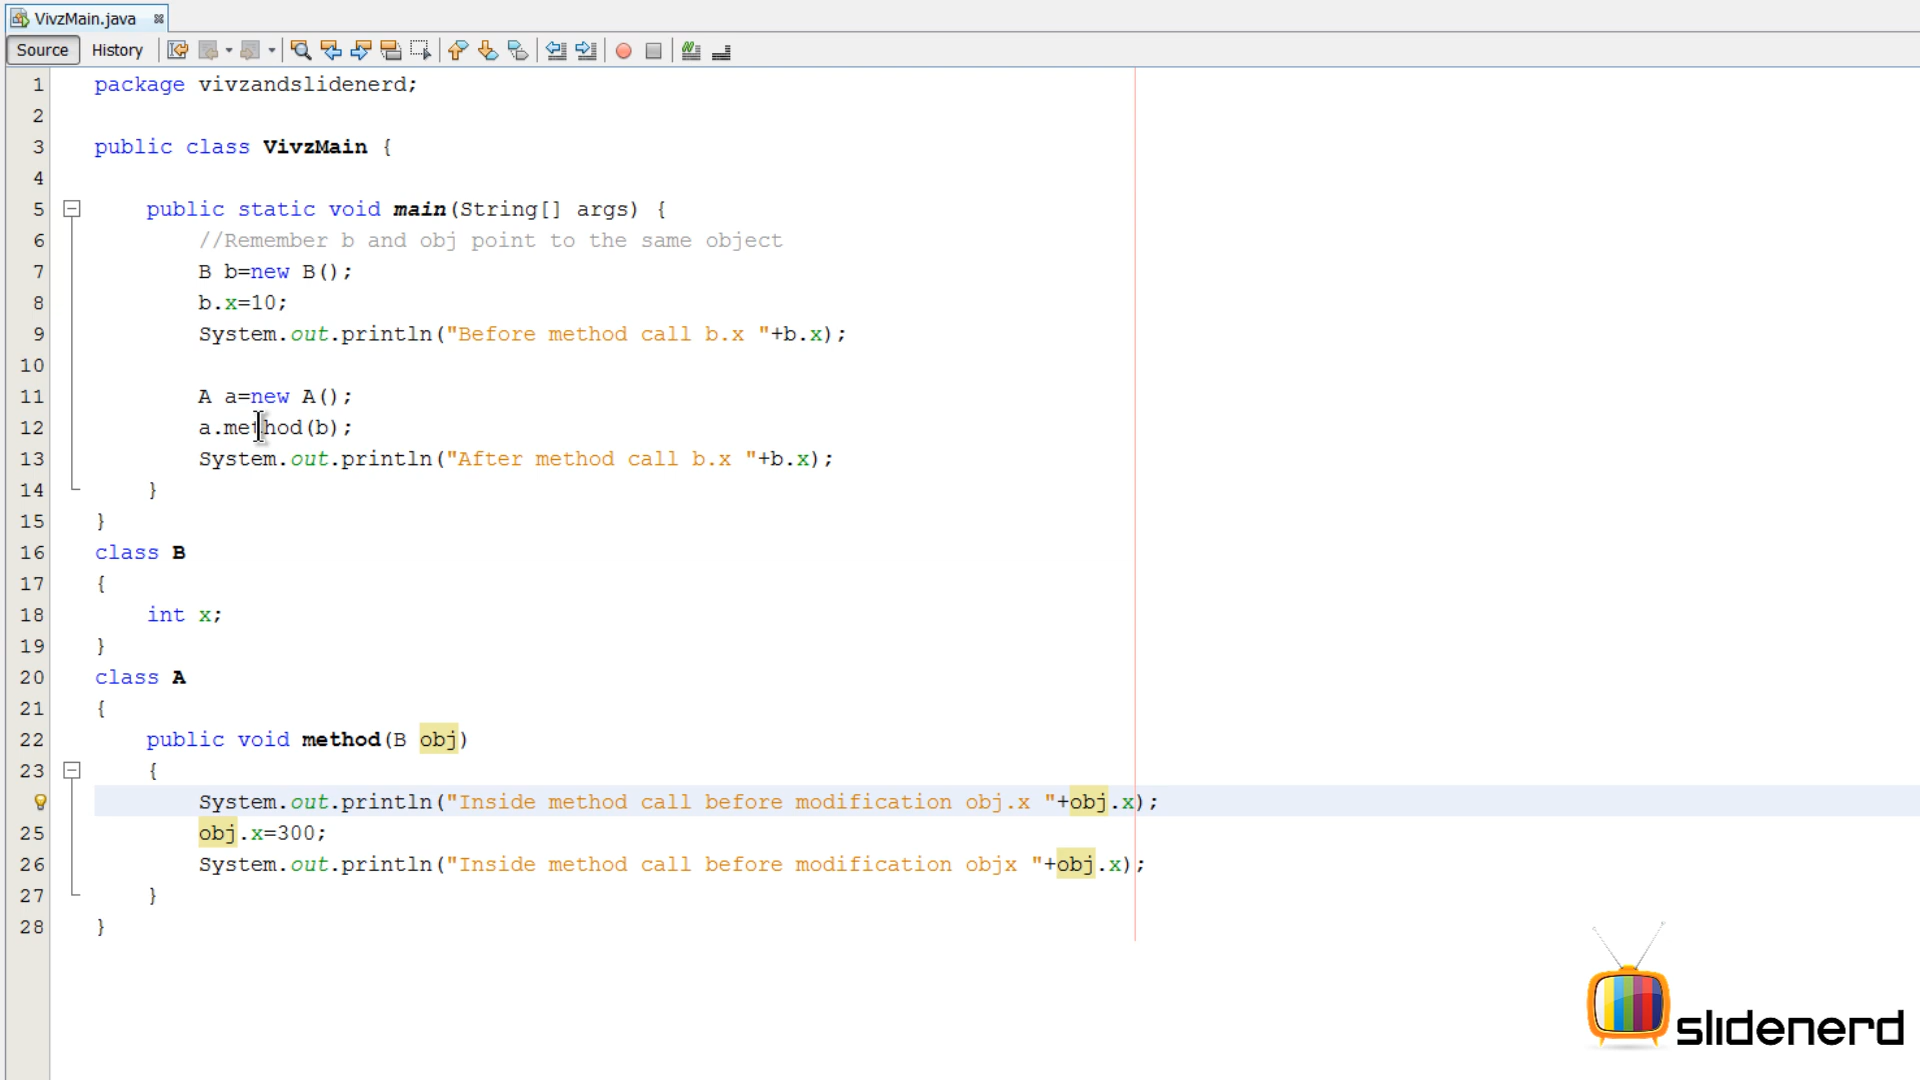 VivzMain.java
Source History
1 package vivzandslidenerd;
2
3 public class VivzMain {
4
5 public static void main(String[] args) {
6 //Remember b and obj point to the same object
7 B b=new B();
8 b.x=10;
9 System.out.println("Before method call b.x "+b.x);
10
11 A a=new A();
12 a.method(b);
13 System.out.println("After method call b.x "+b.x);
14 }
15 }
16 class B
17 {
18 int x;
19 }
20 class A
21 {
22 public void method(B obj)
23 {
System.out.println("Inside method call before modification obj.x "+obj.x);
25 obj.x=300;
26 System.out.println("Inside method call before modification objx "+obj.x);
27 }
28 }
slidenerd